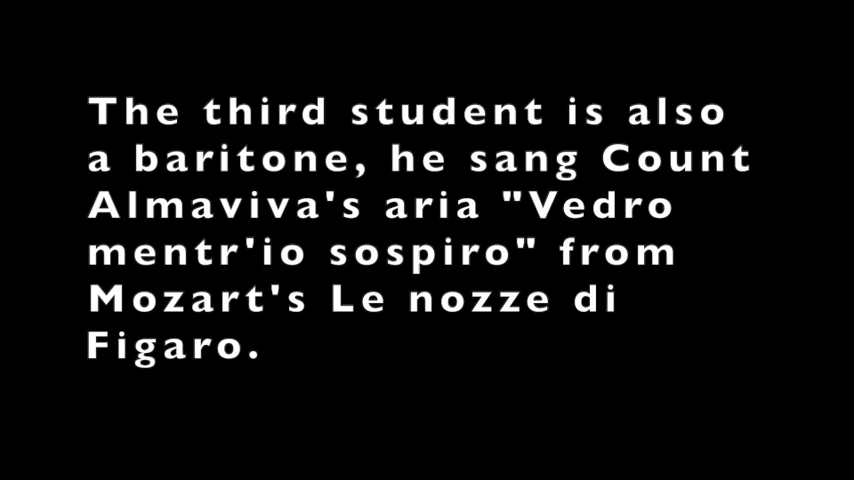 The third student is also
a baritone, he sang Count
Almaviva's aria "Vedro
mentr'io sospiro" from
Mozart's Le nozze di
Figaro.